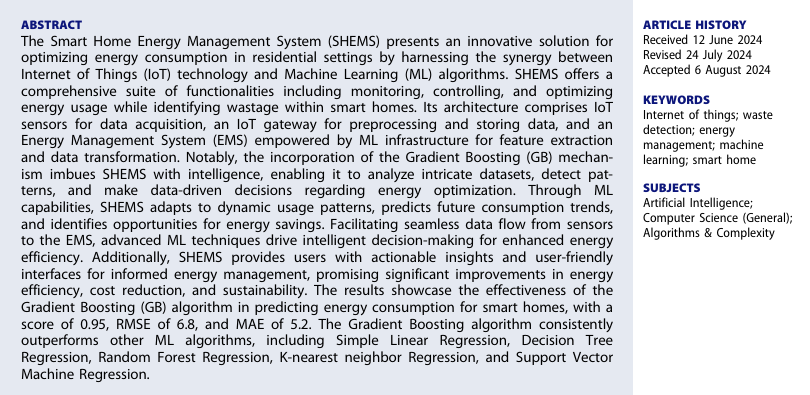 ABSTRACT
The Smart Home Energy Management System (SHEMS) presents an innovative solution for
optimizing energy consumption in residential settings by harnessing the synergy between
Internet of Things (IoT) technology and Machine Learning (ML) algorithms. SHEMS offers a
comprehensive suite of functionalities including monitoring, controlling, and optimizing
energy usage while identifying wastage within smart homes. Its architecture comprises IoT
sensors for data acquisition, an IoT gateway for preprocessing and storing data, and an
Energy Management System (EMS) empowered by ML infrastructure for feature extraction
and data transformation. Notably, the incorporation of the Gradient Boosting (GB) mechan-
ism imbues SHEMS with intelligence, enabling it to analyze intricate datasets, detect pat-
terns, and make data-driven decisions regarding energy optimization. Through ML
capabilities, SHEMS adapts to dynamic usage patterns, predicts future consumption trends,
and identifies opportunities for energy savings. Facilitating seamless data flow from sensors
to the EMS, advanced ML techniques drive intelligent decision-making for enhanced energy
efficiency. Additionally, SHEMS provides users with actionable insights and user-friendly
interfaces for informed energy management, promising significant improvements in energy
efficiency, cost reduction, and sustainability. The results showcase the effectiveness of the
Gradient Boosting (GB) algorithm in predicting energy consumption for smart homes, with a
score of 0.95, RMSE of 6.8, and MAE of 5.2. The Gradient Boosting algorithm consistently
outperforms other ML algorithms, including Simple Linear Regression, Decision Tree
Regression, Random Forest Regression, K-nearest neighbor Regression, and Support Vector
Machine Regression.
ARTICLE HISTORY
Received 12 June 2024
Revised 24 July 2024
Accepted 6 August 2024
KEYWORDS
Internet of things; waste
detection; energy
management; machine
learning; smart home
SUBJECTS
Artificial Intelligence;
Computer Science (General);
Algorithms & Complexity